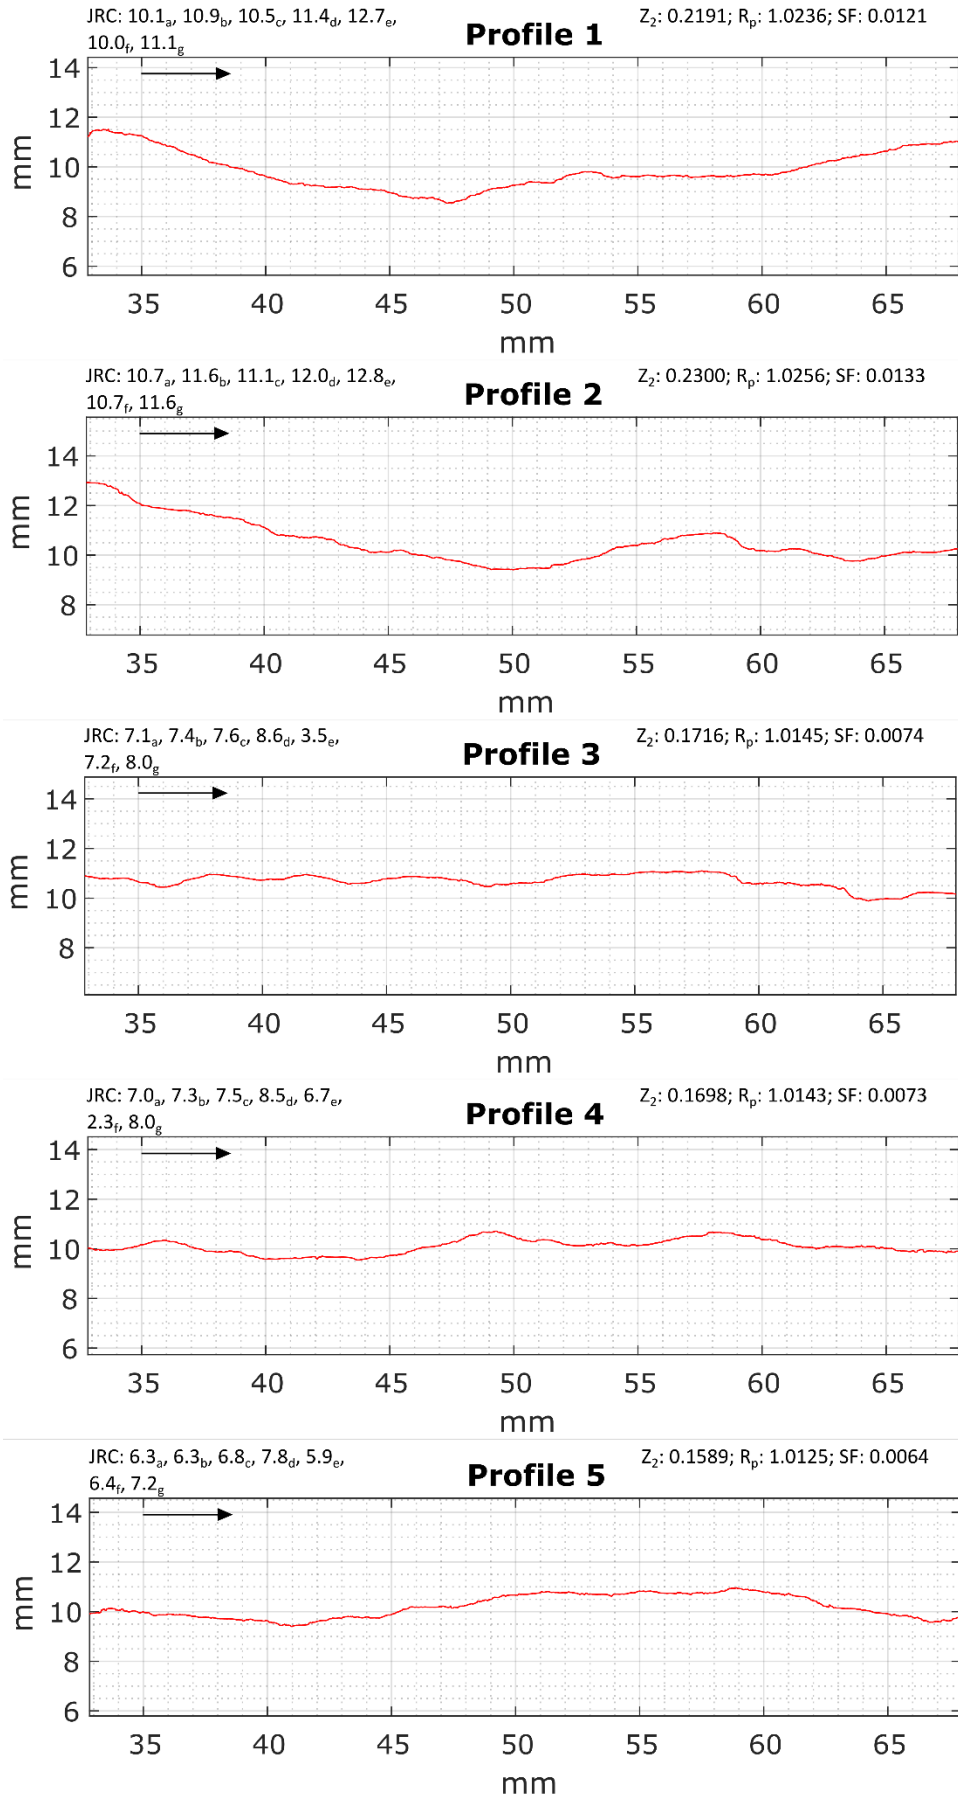 JRC: 10.1a, 10.9b, 10.5c, 11.4d, 12.7e,
10.0f, 11.1g
Profile 1
Z2: 0.2191; Rp: 1.0236; SF: 0.0121
14
12
10
8
6
mm
35 40 45 50 55 60 65
mm
JRC: 10.7a, 11.6b, 11.1c, 12.0d, 12.8e,
10.7f, 11.6g
Profile 2
Z2: 0.2300; Rp: 1.0256; SF: 0.0133
14
12
10
8
mm
35 40 45 50 55 60 65
mm
JRC: 7.1a, 7.4b, 7.6c, 8.6d, 3.5e,
7.2f, 8.0g
Profile 3
Z2: 0.1716; Rp: 1.0145; SF: 0.0074
14
12
10
8
mm
35 40 45 50 55 60 65
mm
JRC: 7.0a, 7.3b, 7.5c, 8.5d, 6.7e,
2.3f, 8.0g
Profile 4
Z2: 0.1698; Rp: 1.0143; SF: 0.0073
14
12
10
8
6
mm
35 40 45 50 55 60 65
mm
JRC: 6.3a, 6.3b, 6.8c, 7.8d, 5.9e,
6.4f, 7.2g
Profile 5
Z2: 0.1589; Rp: 1.0125; SF: 0.0064
14
12
10
8
6
mm
35 40 45 50 55 60 65
mm